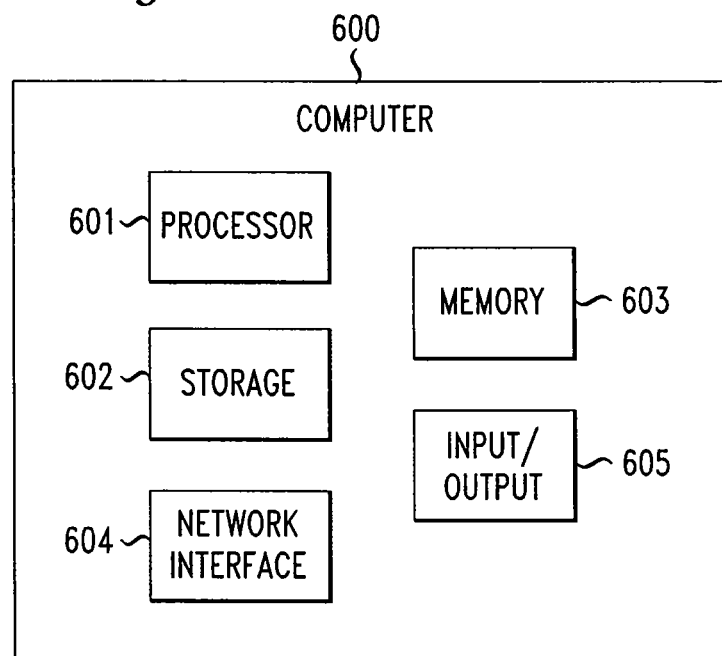 600
COMPUTER
601
PROCESSOR
MEMORY
603
602
STORAGE
INPUT/
OUTPUT
605
604
NETWORK
INTERFACE